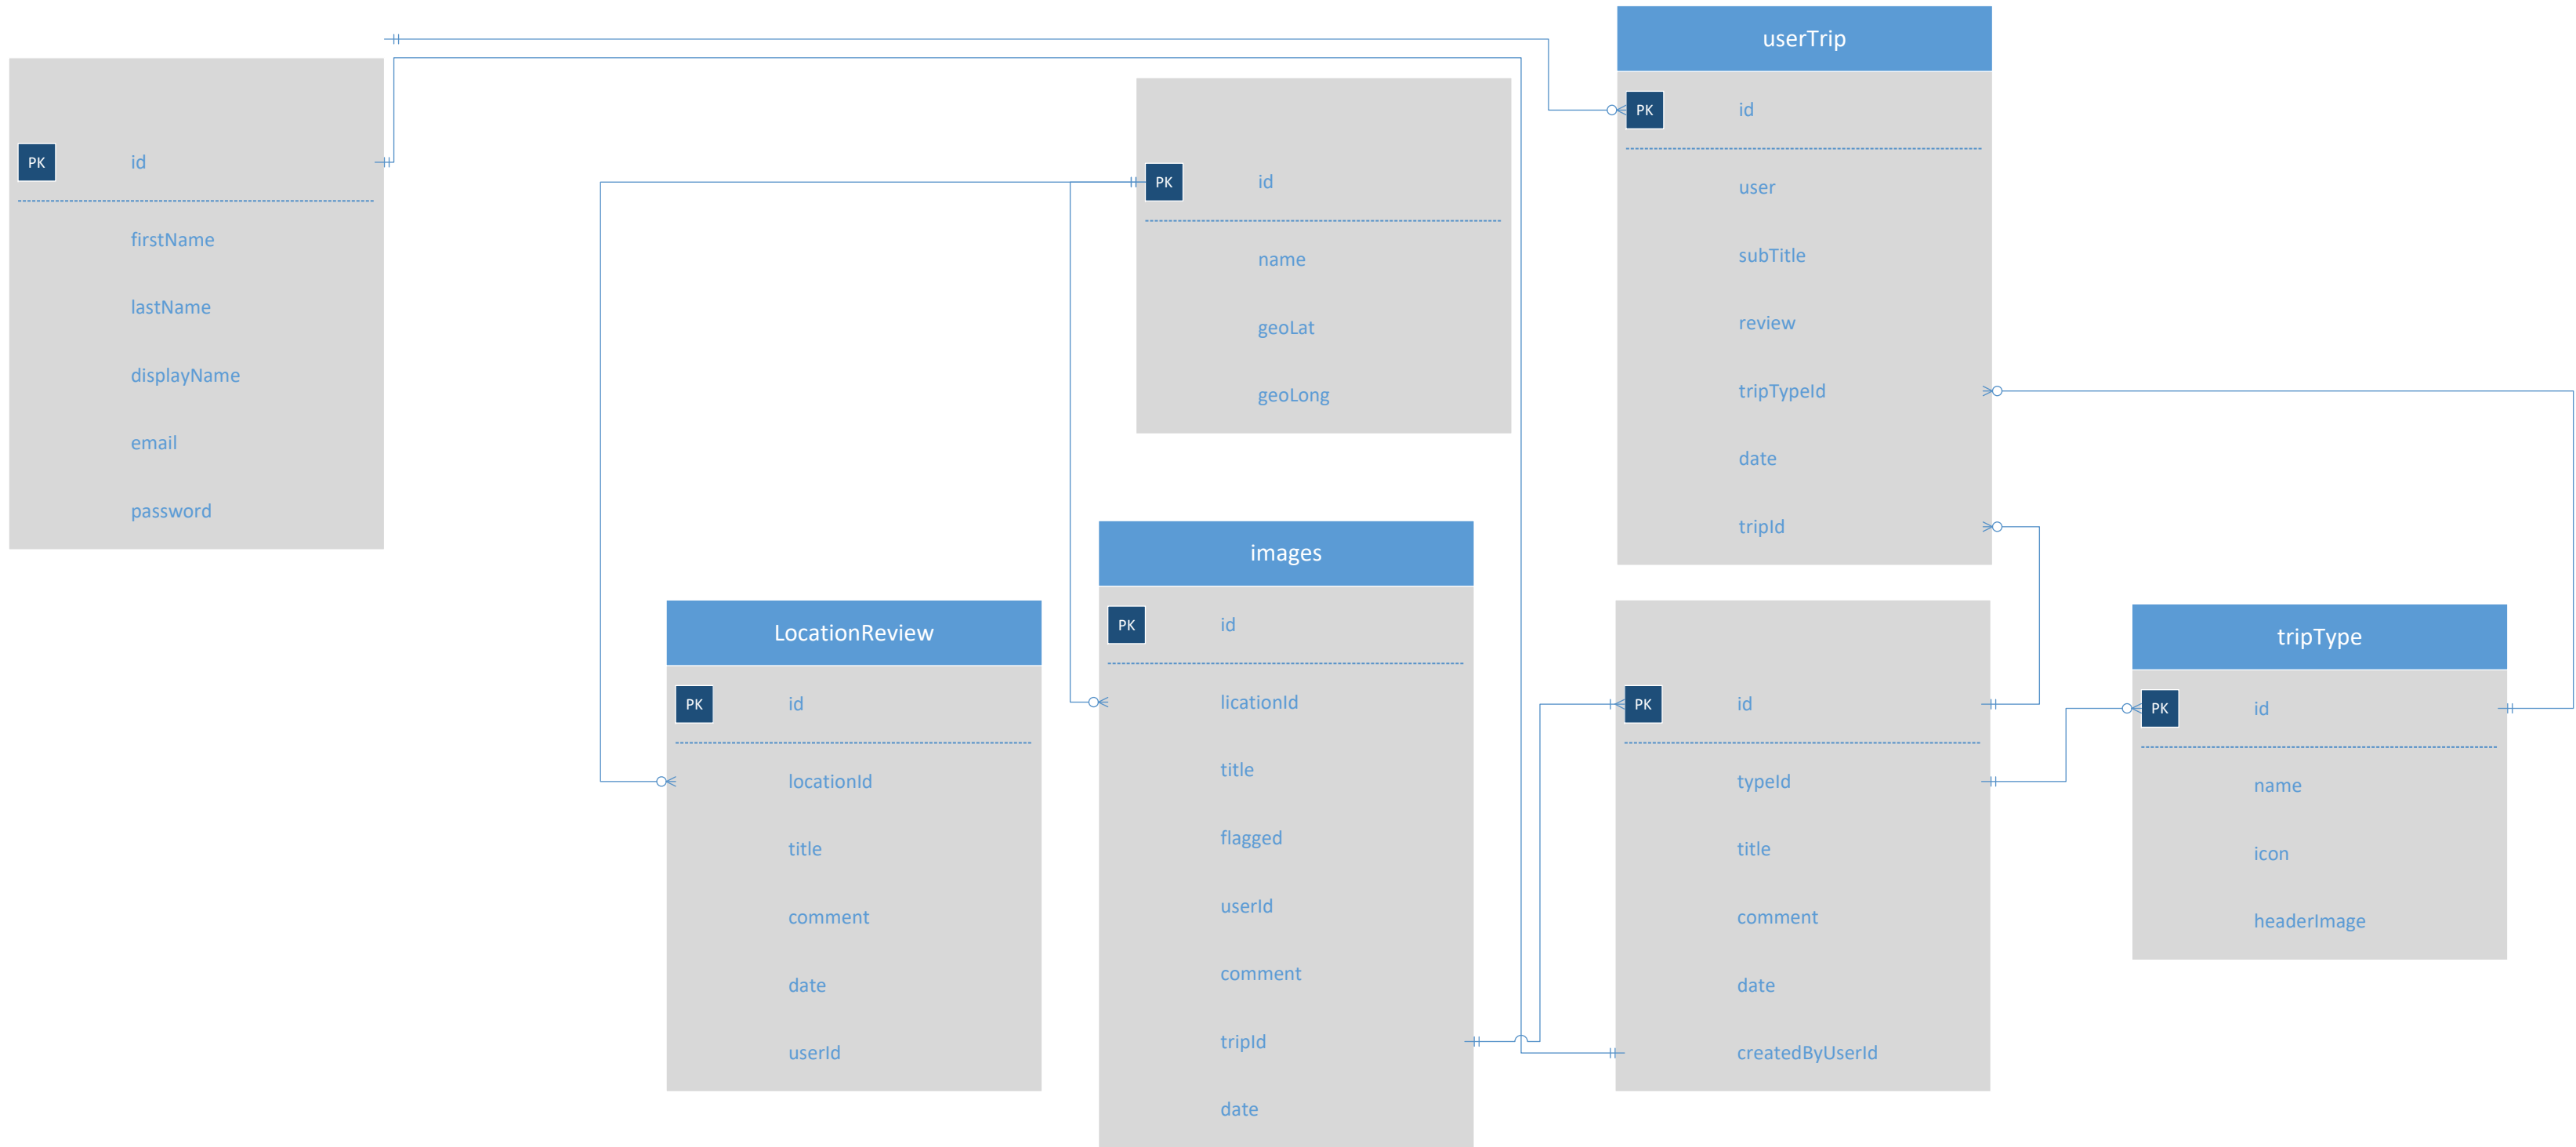 PK id
firstName
lastName
displayName
email
password
PK id
name
geoLat
geoLong
userTrip
PK id
user
subTitle
review
tripTypeId
date
tripId
LocationReview
PK id
locationId
title
comment
date
userId
images
PK id
licationId
title
flagged
userId
comment
tripId
date
PK id
typeId
title
comment
date
createdByUserId
tripType
PK id
name
icon
headerImage